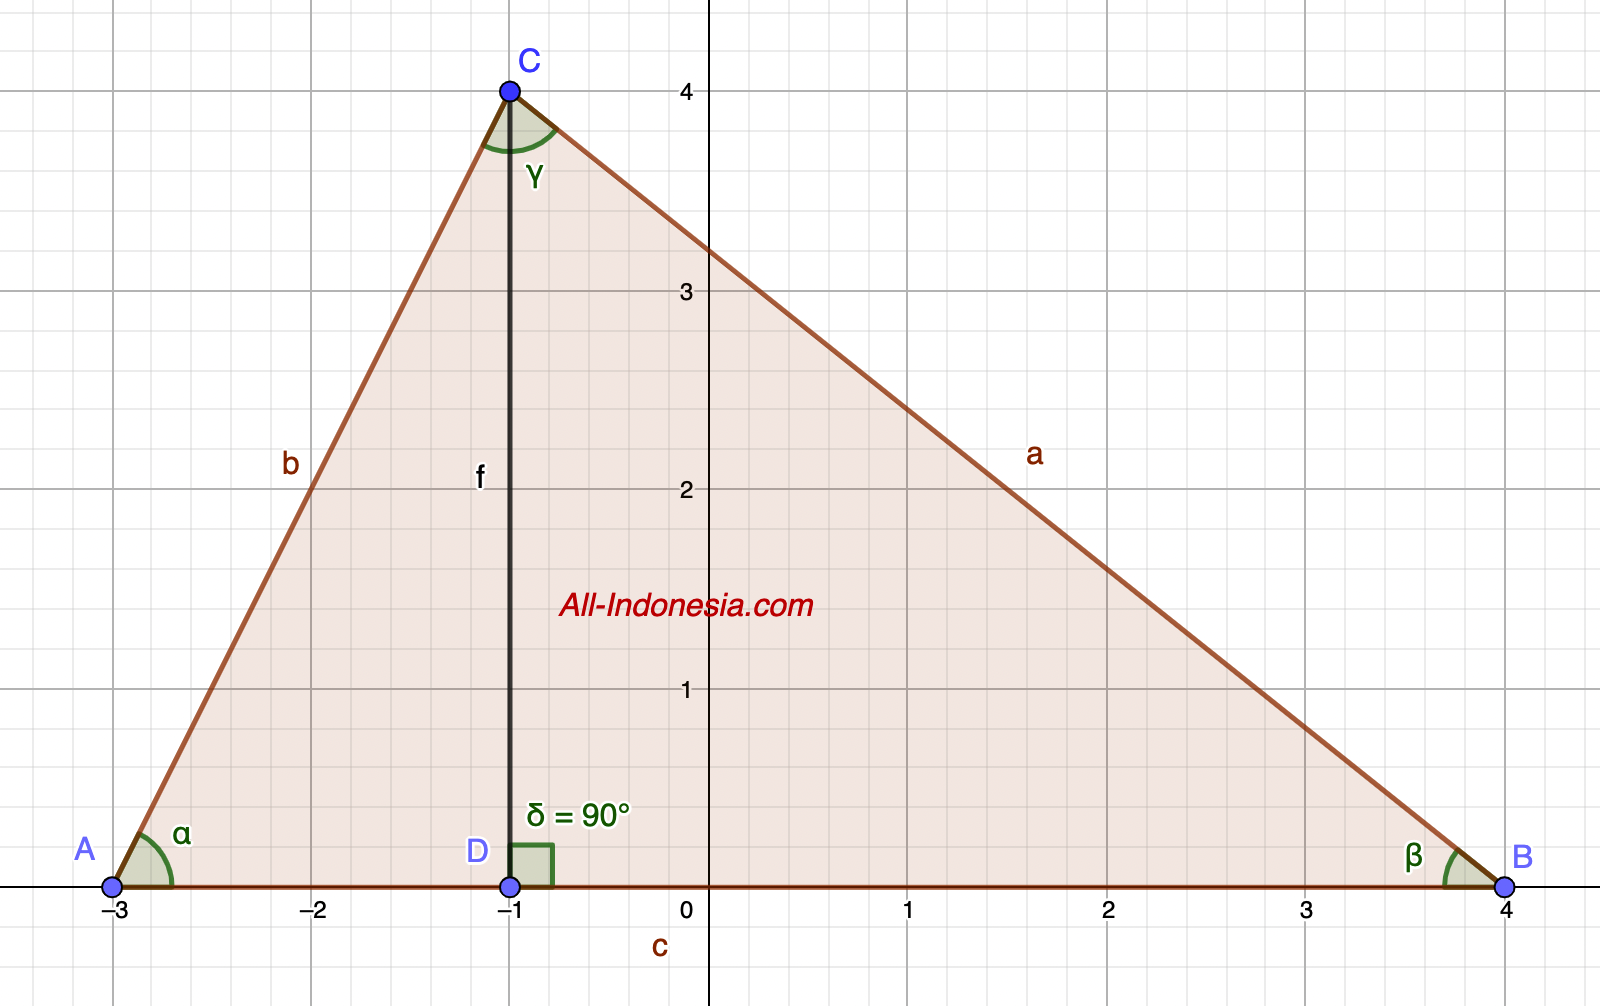 C
4
γ
3
b
a
f
2
All-Indonesia.com
1
δ = 90°
α
A
D
β
B
–3
–2
–1
0
1
2
3
4
c